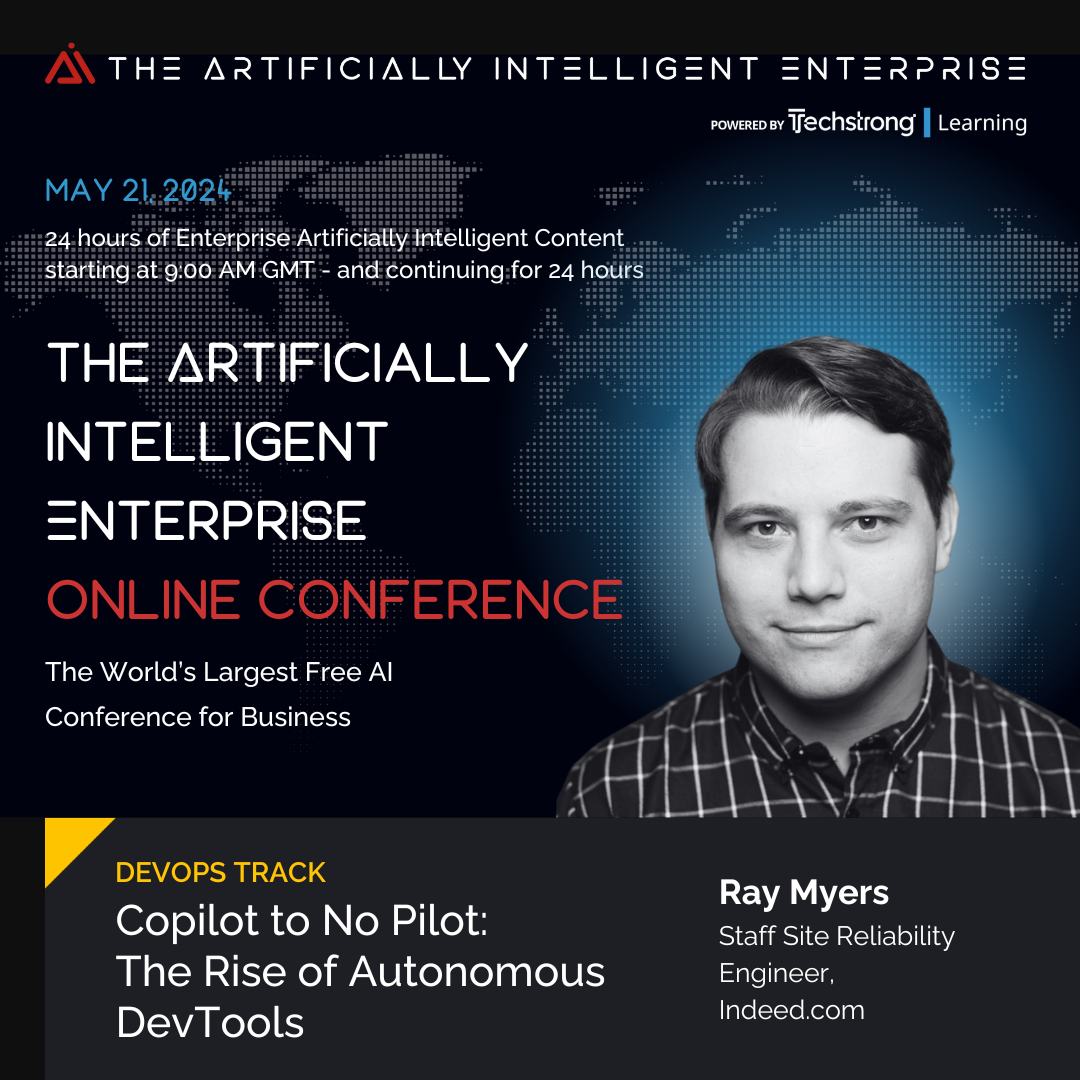 THE ARTIFICIALLY INTELLIGENT ENTERPRISE
POWERED BY Techstrong Learning
MAY 21, 2024
24 hours of Enterprise Artificially Intelligent Content
starting at 9:00 AM GMT - and continuing for 24 hours
THE ARTIFICIALLY
INTELLIGENT
ENTERPRISE
ONLINE CONFERENCE
The World's Largest Free AI
Conference for Business
DEVOPS TRACK
Copilot to No Pilot:
The Rise of Autonomous
DevTools
Ray Myers
Staff Site Reliability
Engineer,
Indeed.com